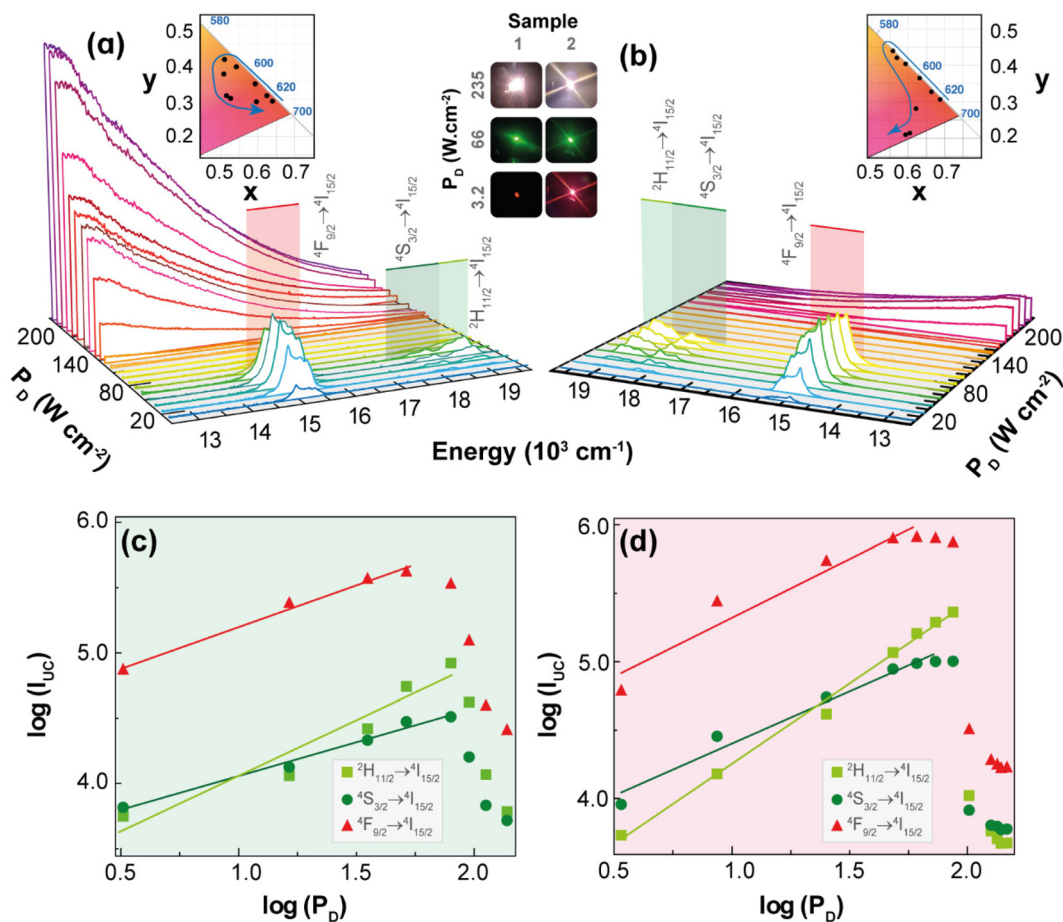 (a)
580
600
620
700
0.5
0.4
0.3
0.2
y
0.5 0.6 0.7
x
Sample
1 2
P_D (W.cm⁻²)
235
66
3.2
(b)
580
600
620
700
0.5
0.4
0.3
0.2
y
0.5 0.6 0.7
x
⁴F₉/₂→⁴I₁₅/₂
⁴S₃/₂→⁴I₁₅/₂
²H₁₁/₂→⁴I₁₅/₂
²H₁₁/₂→⁴I₁₅/₂
⁴S₃/₂→⁴I₁₅/₂
⁴F₉/₂→⁴I₁₅/₂
200
140
80
20
P_D (W cm⁻²)
13 14 15 16 17 18 19
Energy (10³ cm⁻¹)
19 18 17 16 15 14 13
200
140
80
20
P_D (W cm⁻²)
(c)
6.0
5.0
4.0
log (I_UC)
²H₁₁/₂→⁴I₁₅/₂
⁴S₃/₂→⁴I₁₅/₂
⁴F₉/₂→⁴I₁₅/₂
0.5 1.0 1.5 2.0
log (P_D)
(d)
6.0
5.0
4.0
log (I_UC)
²H₁₁/₂→⁴I₁₅/₂
⁴S₃/₂→⁴I₁₅/₂
⁴F₉/₂→⁴I₁₅/₂
0.5 1.0 1.5 2.0
log (P_D)